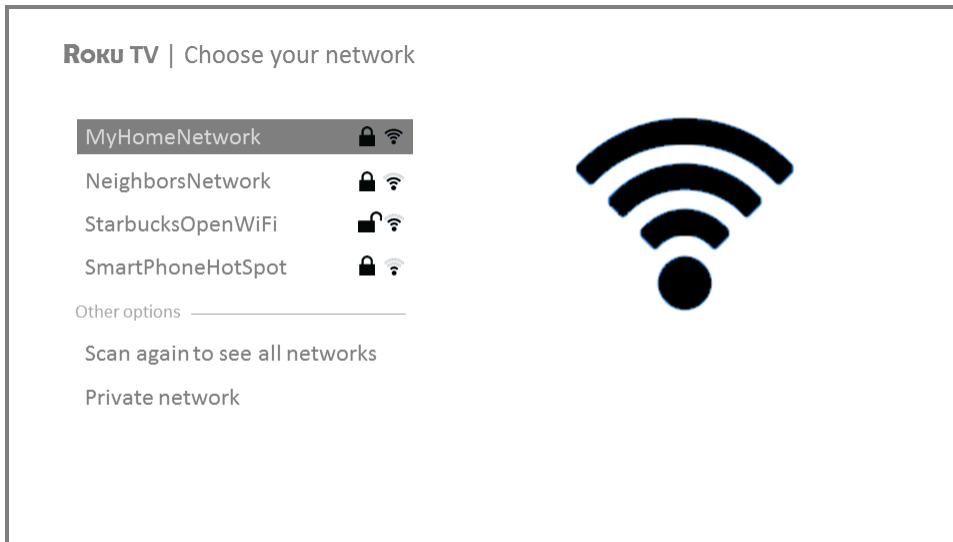 ROKU TV | Choose your network
MyHomeNetwork
NeighborsNetwork
StarbucksOpenWiFi
SmartPhoneHotSpot
Other options
Scan again to see all networks
Private network